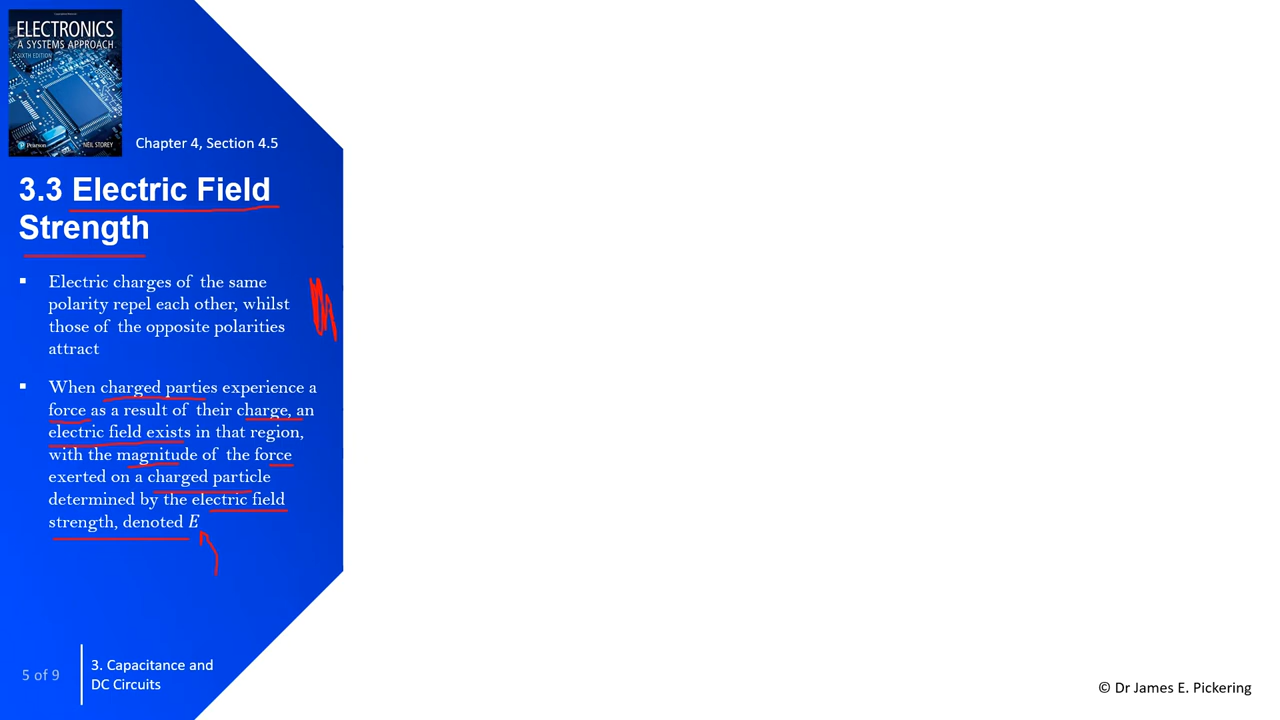 ELECTRONICS
A SYSTEMS APPROACH
SIXTH EDITION
Pearson
NEIL STOREY
Chapter 4, Section 4.5
3.3 Electric Field
Strength
▪ Electric charges of the same
polarity repel each other, whilst
those of the opposite polarities
attract
▪ When charged parties experience a
force as a result of their charge, an
electric field exists in that region,
with the magnitude of the force
exerted on a charged particle
determined by the electric field
strength, denoted E
5 of 9
3. Capacitance and
DC Circuits
© Dr James E. Pickering